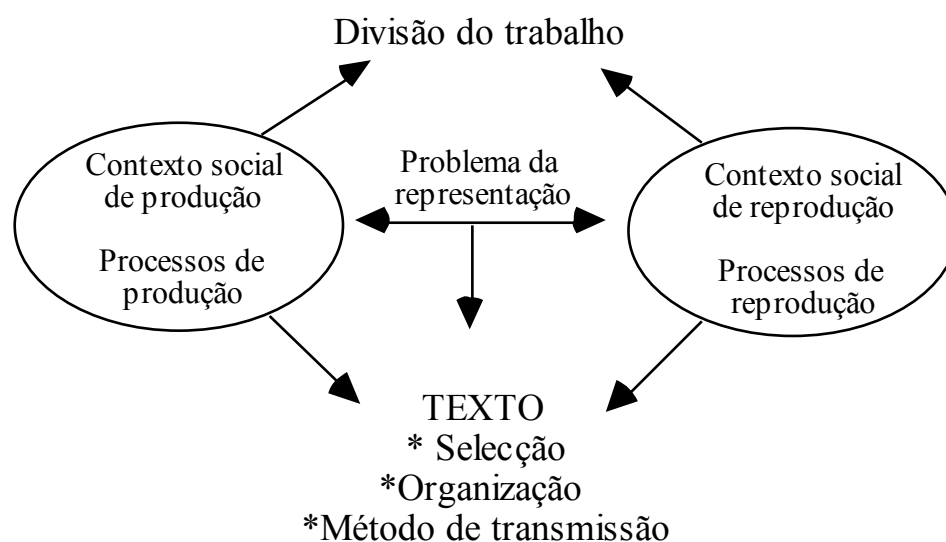 Divisão do trabalho
Contexto social
de produção
Processos de
produção
Problema da
representação
Contexto social
de reprodução
Processos de
reprodução
TEXTO
* Selecção
*Organização
*Método de transmissão